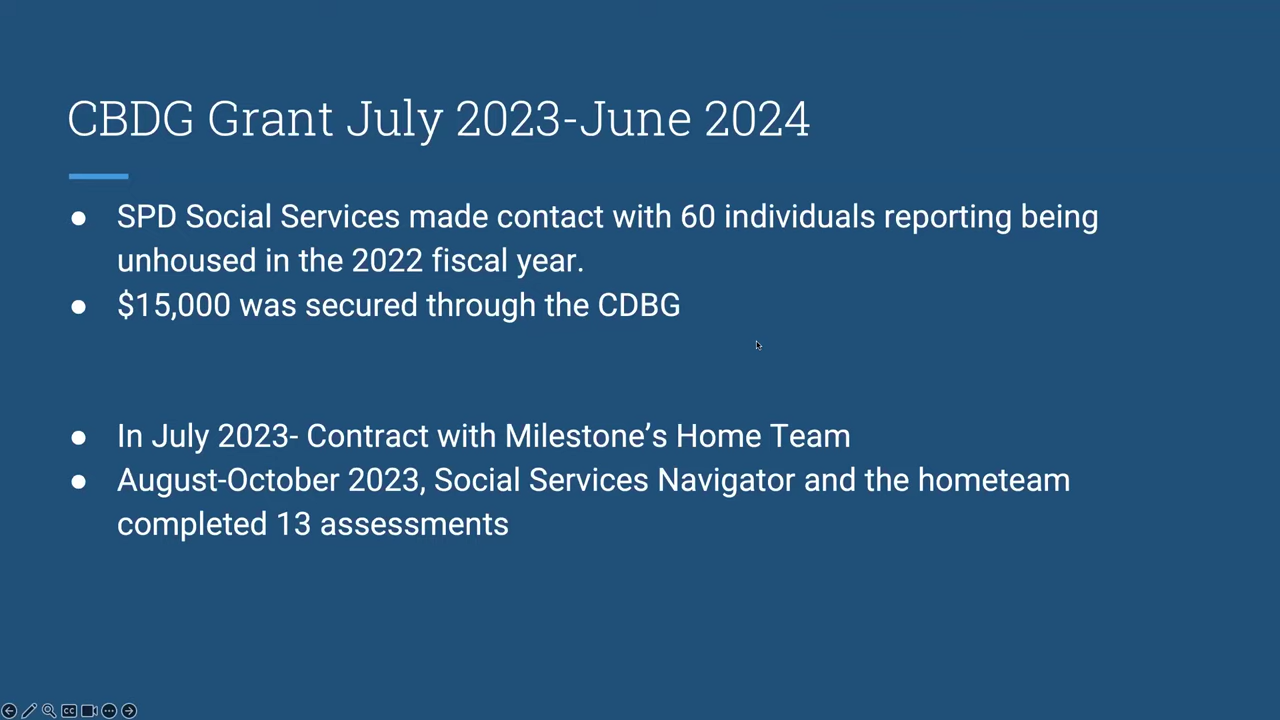 CBDG Grant July 2023-June 2024
● SPD Social Services made contact with 60 individuals reporting being
unhoused in the 2022 fiscal year.
● $15,000 was secured through the CDBG
● In July 2023- Contract with Milestone’s Home Team
● August-October 2023, Social Services Navigator and the hometeam
completed 13 assessments
CC